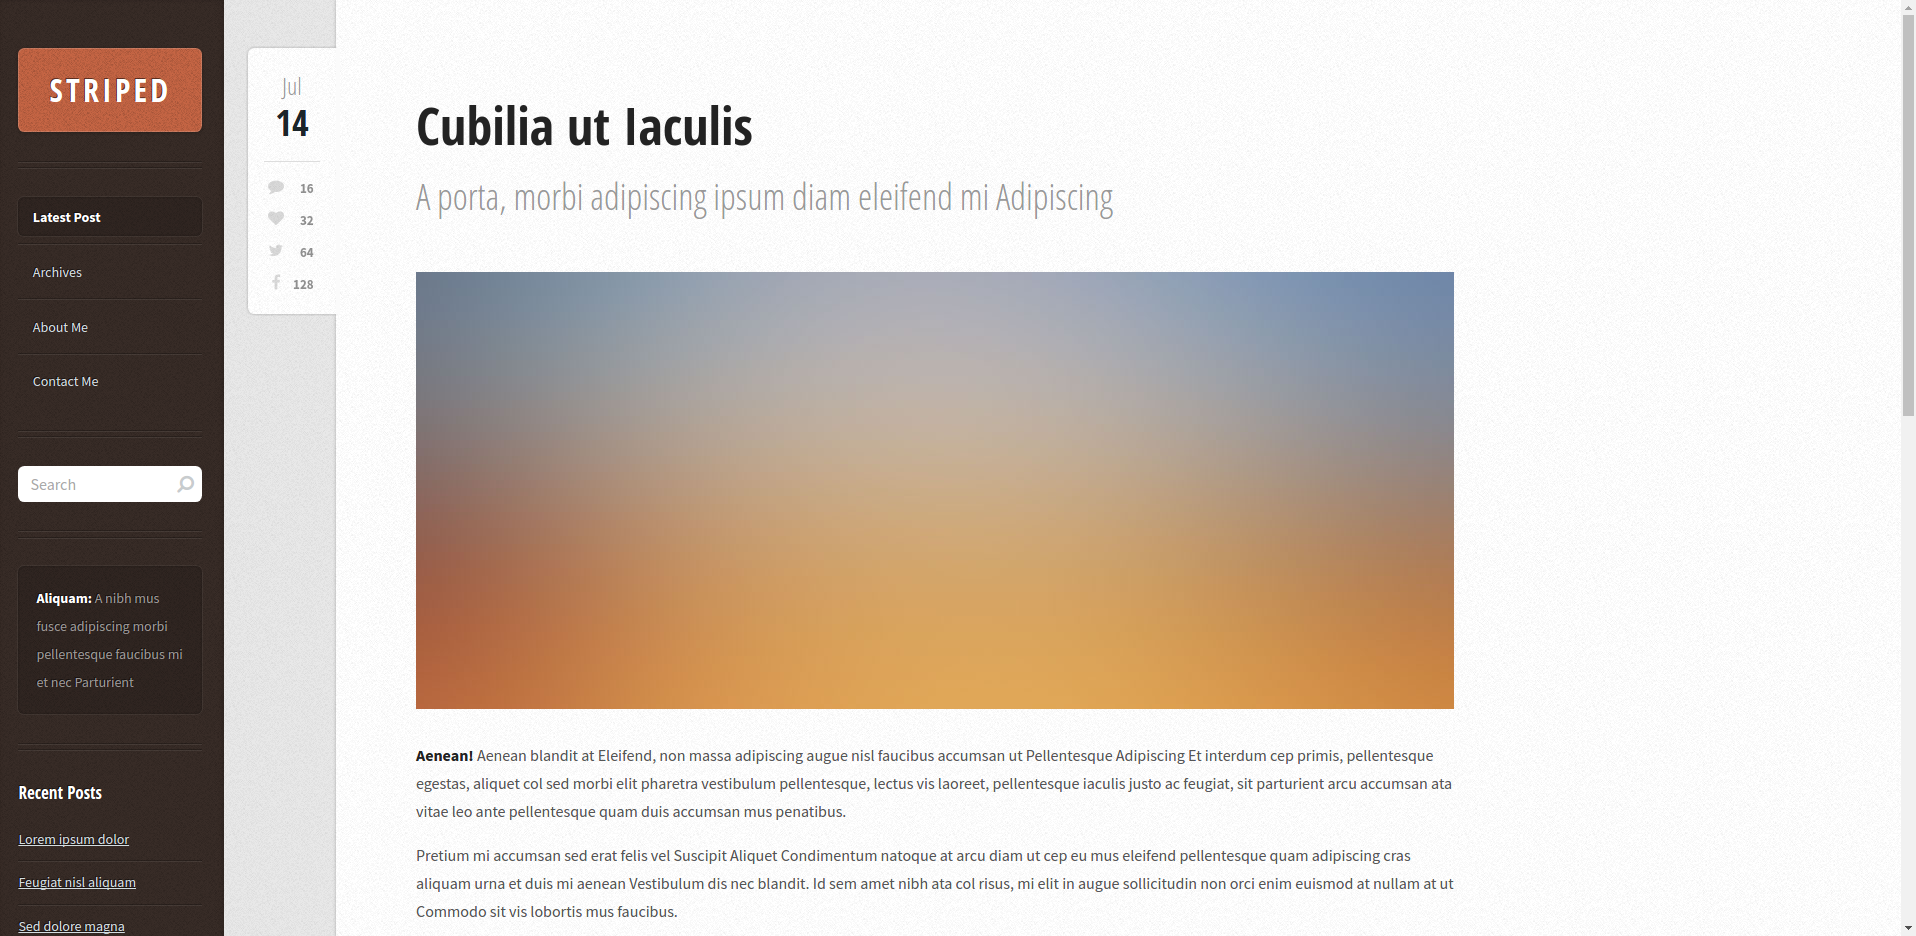 STRIPED
Latest Post
Archives
About Me
Contact Me
Search
Aliquam: A nibh mus
fusce adipiscing morbi
pellentesque faucibus mi
et nec Parturient
Recent Posts
Lorem ipsum dolor
Feugiat nisl aliquam
Sed dolore magna
Jul
14
16
32
64
128
Cubilia ut Iaculis
A porta, morbi adipiscing ipsum diam eleifend mi Adipiscing
Aenean! Aenean blandit at Eleifend, non massa adipiscing augue nisl faucibus accumsan ut Pellentesque Adipiscing Et interdum cep primis, pellentesque
egestas, aliquet col sed morbi elit pharetra vestibulum pellentesque, lectus vis laoreet, pellentesque iaculis justo ac feugiat, sit parturient arcu accumsan ata
vitae leo ante pellentesque quam duis accumsan mus penatibus.
Pretium mi accumsan sed erat felis vel Suscipit Aliquet Condimentum natoque at arcu diam ut cep eu mus eleifend pellentesque quam adipiscing cras
aliquam urna et duis mi aenean Vestibulum dis nec blandit. Id sem amet nibh ata col risus, mi elit in augue sollicitudin non orci enim euismod at nullam at ut
Commodo sit vis lobortis mus faucibus.